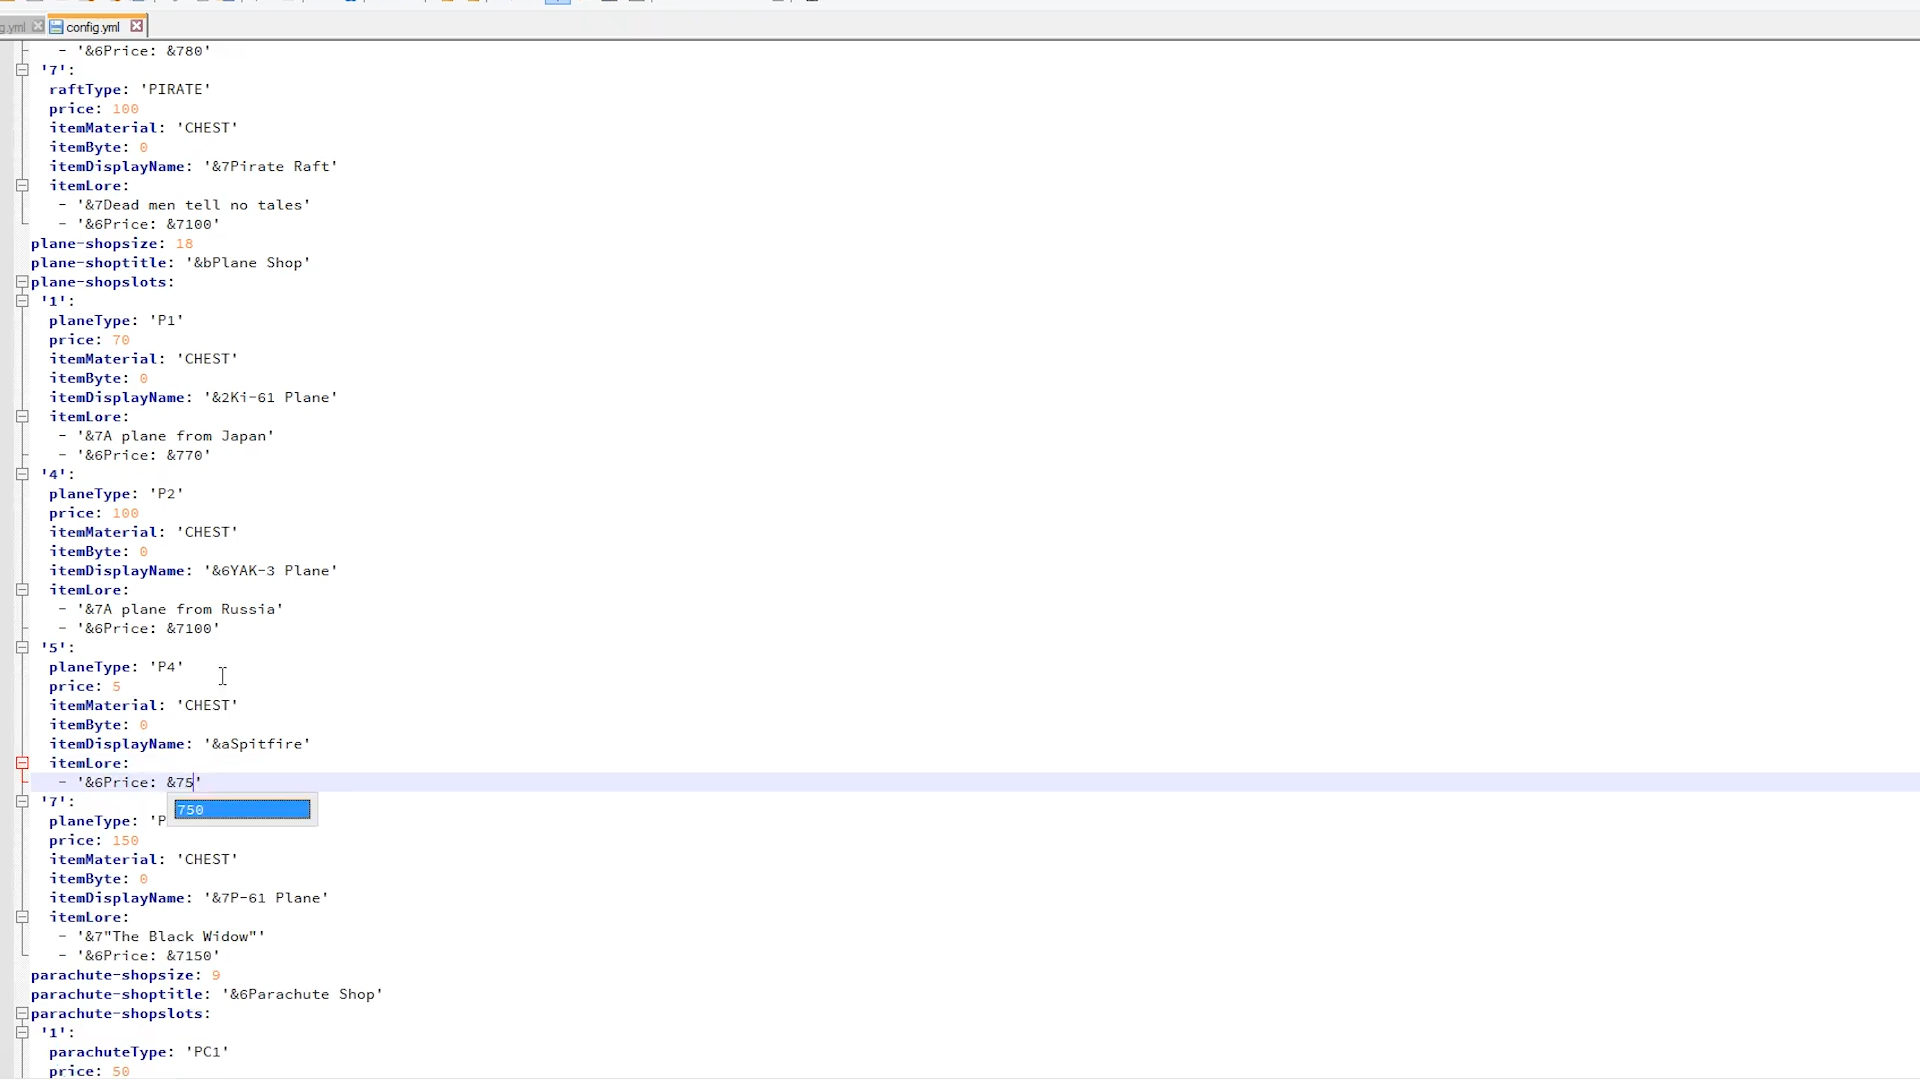 g.yml
config.yml
- '&6Price: &780'
'7':
raftType: 'PIRATE'
price: 100
itemMaterial: 'CHEST'
itemByte: 0
itemDisplayName: '&7Pirate Raft'
itemLore:
- '&7Dead men tell no tales'
- '&6Price: &7100'
plane-shopsize: 18
plane-shoptitle: '&bPlane Shop'
plane-shopslots:
'1':
planeType: 'P1'
price: 70
itemMaterial: 'CHEST'
itemByte: 0
itemDisplayName: '&2Ki-61 Plane'
itemLore:
- '&7A plane from Japan'
- '&6Price: &770'
'4':
planeType: 'P2'
price: 100
itemMaterial: 'CHEST'
itemByte: 0
itemDisplayName: '&6YAK-3 Plane'
itemLore:
- '&7A plane from Russia'
- '&6Price: &7100'
'5':
planeType: 'P4'
price: 5
itemMaterial: 'CHEST'
itemByte: 0
itemDisplayName: '&aSpitfire'
itemLore:
- '&6Price: &75'
'7':
750
planeType: 'P
price: 150
itemMaterial: 'CHEST'
itemByte: 0
itemDisplayName: '&7P-61 Plane'
itemLore:
- '&7"The Black Widow"'
- '&6Price: &7150'
parachute-shopsize: 9
parachute-shoptitle: '&6Parachute Shop'
parachute-shopslots:
'1':
parachuteType: 'PC1'
price: 50